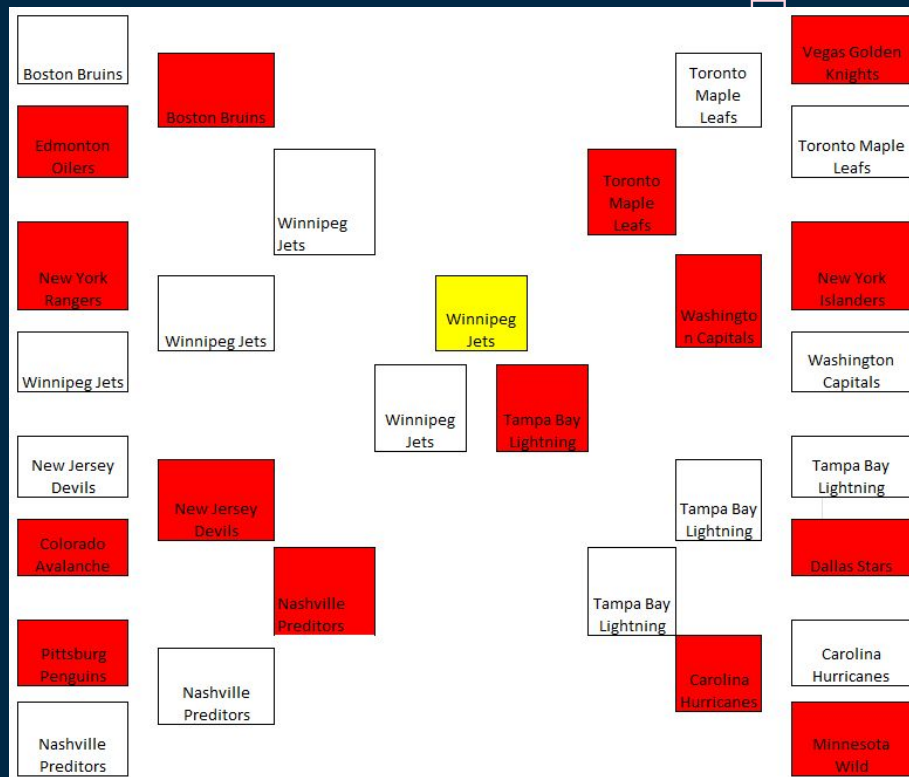 Boston Bruins
Edmonton
Oilers
New York
Rangers
Winnipeg Jets
New Jersey
Devils
Colorado
Avalanche
Pittsburg
Penguins
Nashville
Preditors
Boston Bruins
Winnipeg Jets
New Jersey
Devils
Nashville
Preditors
Winnipeg
Jets
Nashville
Preditors
Winnipeg
Jets
Winnipeg
Jets
Tampa Bay
Lightning
Toronto
Maple
Leafs
Tampa Bay
Lightning
Toronto
Maple
Leafs
Washingto
n Capitals
Tampa Bay
Lightning
Carolina
Hurricanes
Vegas Golden
Knights
Toronto Maple
Leafs
New York
Islanders
Washington
Capitals
Tampa Bay
Lightning
Dallas Stars
Carolina
Hurricanes
Minnesota
Wild